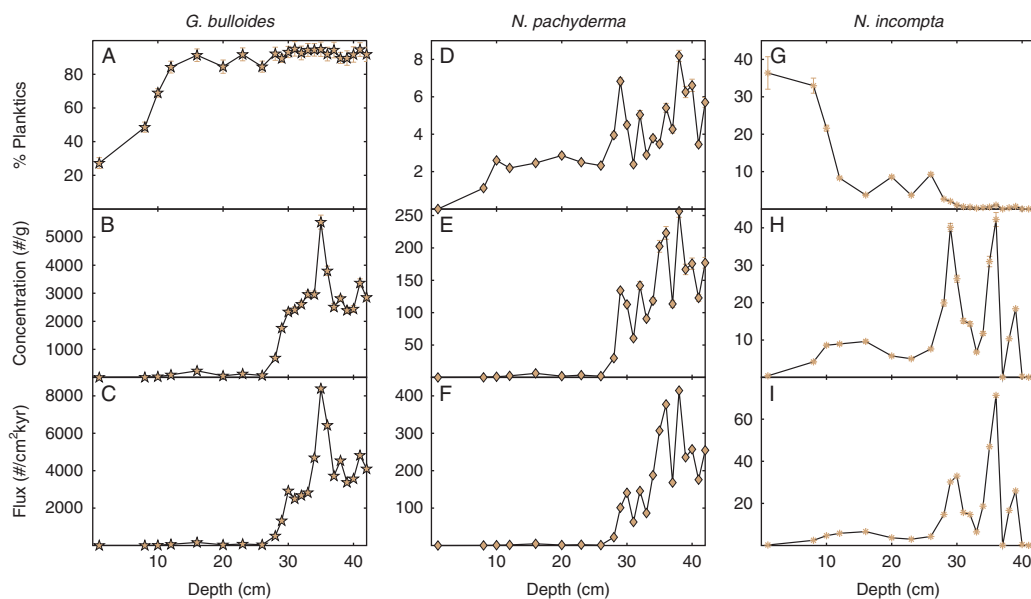 G. bulloides
N. pachyderma
N. incompta
A
D
G
% Planktics
80
60
40
20
8
6
4
2
40
30
20
10
B
E
H
Concentration (#/g)
5000
4000
3000
2000
1000
250
200
150
100
50
40
30
20
10
C
F
I
Flux (#/cm²kyr)
8000
6000
4000
2000
400
300
200
100
60
40
20
10 20 30 40
10 20 30 40
10 20 30 40
Depth (cm)
Depth (cm)
Depth (cm)